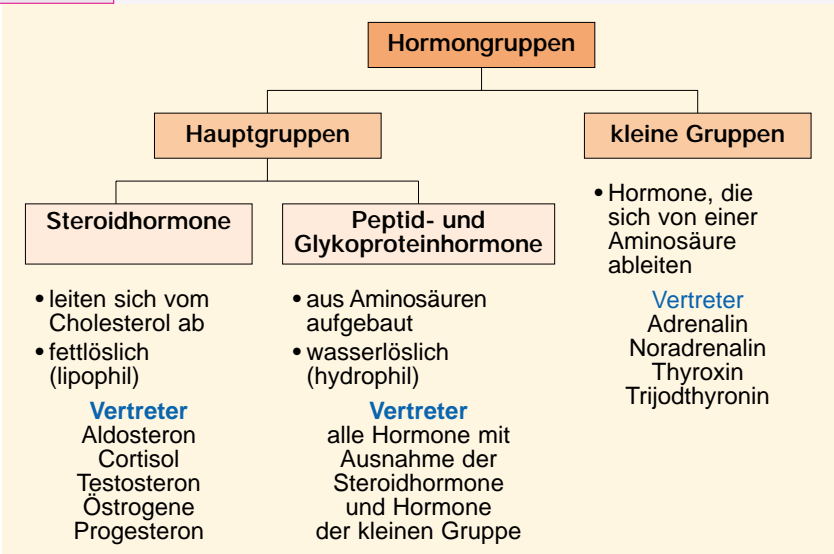 Hormongruppen
Hauptgruppen
kleine Gruppen
Steroidhormone
Peptid- und
Glykoproteinhormone
• leiten sich vom
Cholesterol ab
• fettlöslich
(lipophil)
Vertreter
Aldosteron
Cortisol
Testosteron
Östrogene
Progesteron
• aus Aminosäuren
aufgebaut
• wasserlöslich
(hydrophil)
Vertreter
alle Hormone mit
Ausnahme der
Steroidhormone
und Hormone
der kleinen Gruppe
• Hormone, die
sich von einer
Aminosäure
ableiten
Vertreter
Adrenalin
Noradrenalin
Thyroxin
Trijodthyronin